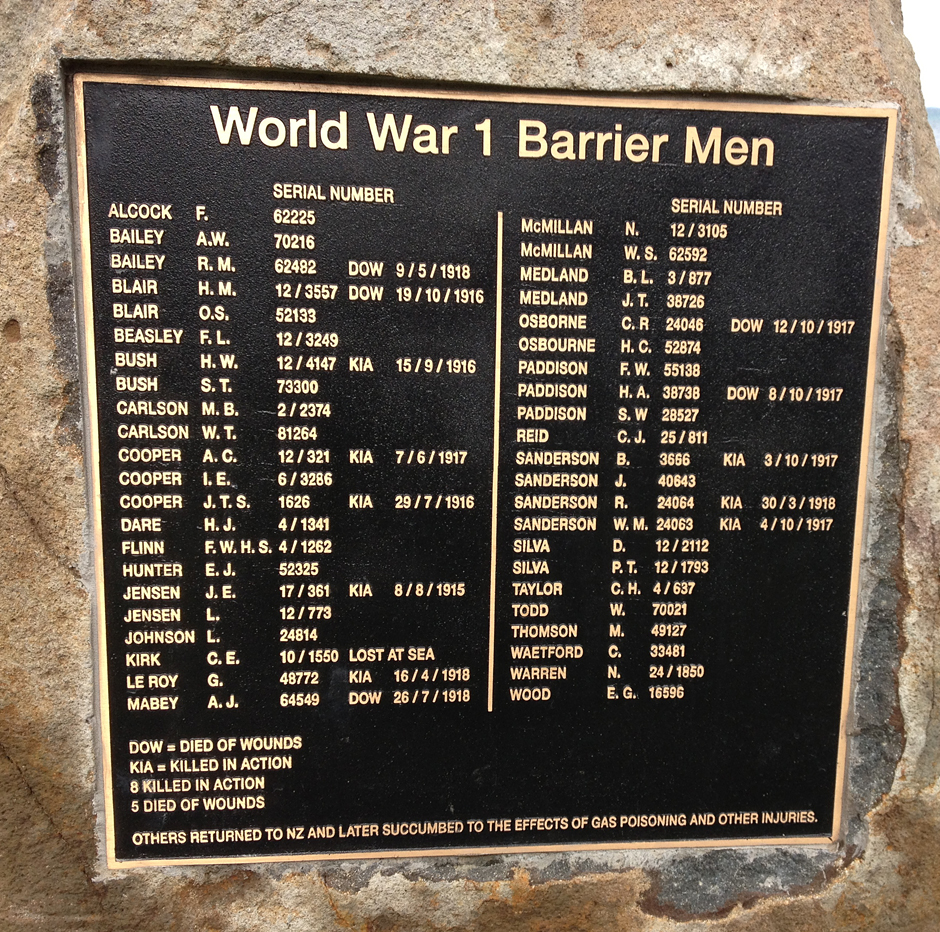 World War 1 Barrier Men
SERIAL NUMBER
ALCOCK F. 62225
BAILEY A.W. 70216
BAILEY R. M. 62482 DOW 9 / 5 / 1918
BLAIR H. M. 12 / 3557 DOW 19 / 10 / 1916
BLAIR O.S. 52133
BEASLEY F. L. 12 / 3249
BUSH H. W. 12 / 4147 KIA 15 / 9 / 1916
BUSH S. T. 73300
CARLSON M. B. 2 / 2374
CARLSON W. T. 81264
COOPER A. C. 12 / 321 KIA 7 / 6 / 1917
COOPER I. E. 6 / 3286
COOPER J. T. S. 1626 KIA 29 / 7 / 1916
DARE H. J. 4 / 1341
FLINN F. W. H. S. 4 / 1262
HUNTER E. J. 52325
JENSEN J. E. 17 / 361 KIA 8 / 8 / 1915
JENSEN L. 12 / 773
JOHNSON L. 24814
KIRK C. E. 10 / 1550 LOST AT SEA
LE ROY G. 48772 KIA 16 / 4 / 1918
MABEY A. J. 64549 DOW 26 / 7 / 1918
SERIAL NUMBER
McMILLAN N. 12 / 3105
McMILLAN W. S. 62592
MEDLAND B. L. 3 / 877
MEDLAND J. T. 38726
OSBORNE C. R 24046 DOW 12 / 10 / 1917
OSBOURNE H. C. 52874
PADDISON F. W. 55138
PADDISON H. A. 38738 DOW 8 / 10 / 1917
PADDISON S. W 28527
REID C. J. 25 / 811
SANDERSON B. 3666 KIA 3 / 10 / 1917
SANDERSON J. 40643
SANDERSON R. 24064 KIA 30 / 3 / 1918
SANDERSON W. M. 24063 KIA 4 / 10 / 1917
SILVA D. 12 / 2112
SILVA P. T. 12 / 1793
TAYLOR C. H. 4 / 637
TODD W. 70021
THOMSON M. 49127
WAETFORD C. 33481
WARREN N. 24 / 1850
WOOD E. G. 16596
DOW = DIED OF WOUNDS
KIA = KILLED IN ACTION
8 KILLED IN ACTION
5 DIED OF WOUNDS
OTHERS RETURNED TO NZ AND LATER SUCCUMBED TO THE EFFECTS OF GAS POISONING AND OTHER INJURIES.